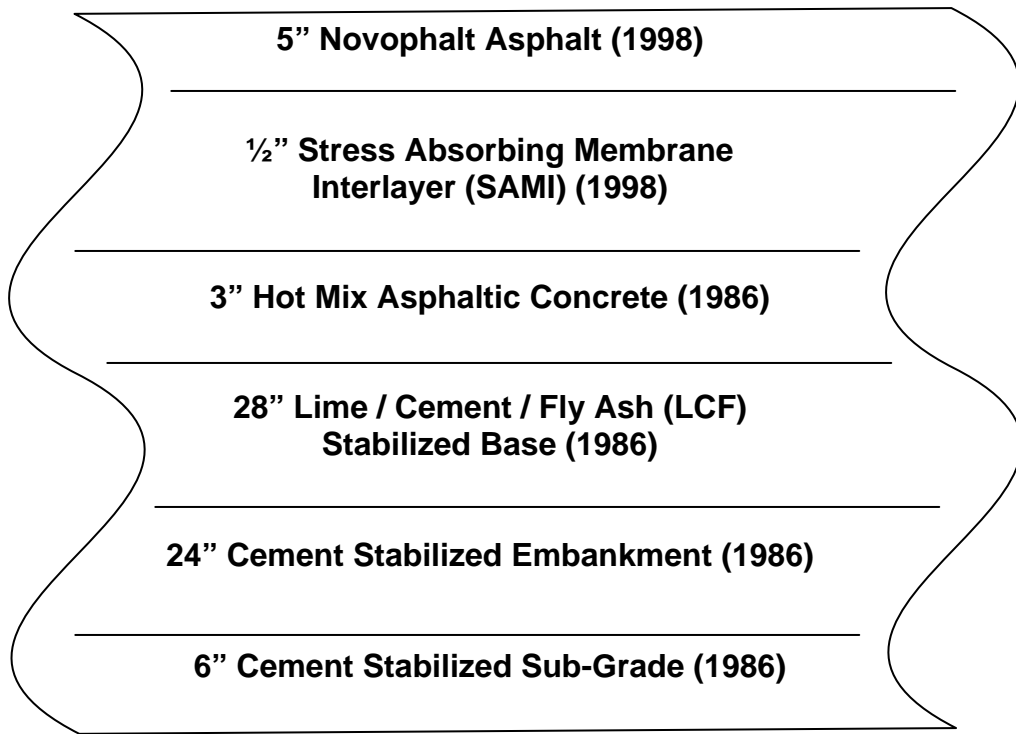 5” Novophalt Asphalt (1998)
½” Stress Absorbing Membrane
Interlayer (SAMI) (1998)
3” Hot Mix Asphaltic Concrete (1986)
28” Lime / Cement / Fly Ash (LCF)
Stabilized Base (1986)
24” Cement Stabilized Embankment (1986)
6” Cement Stabilized Sub-Grade (1986)